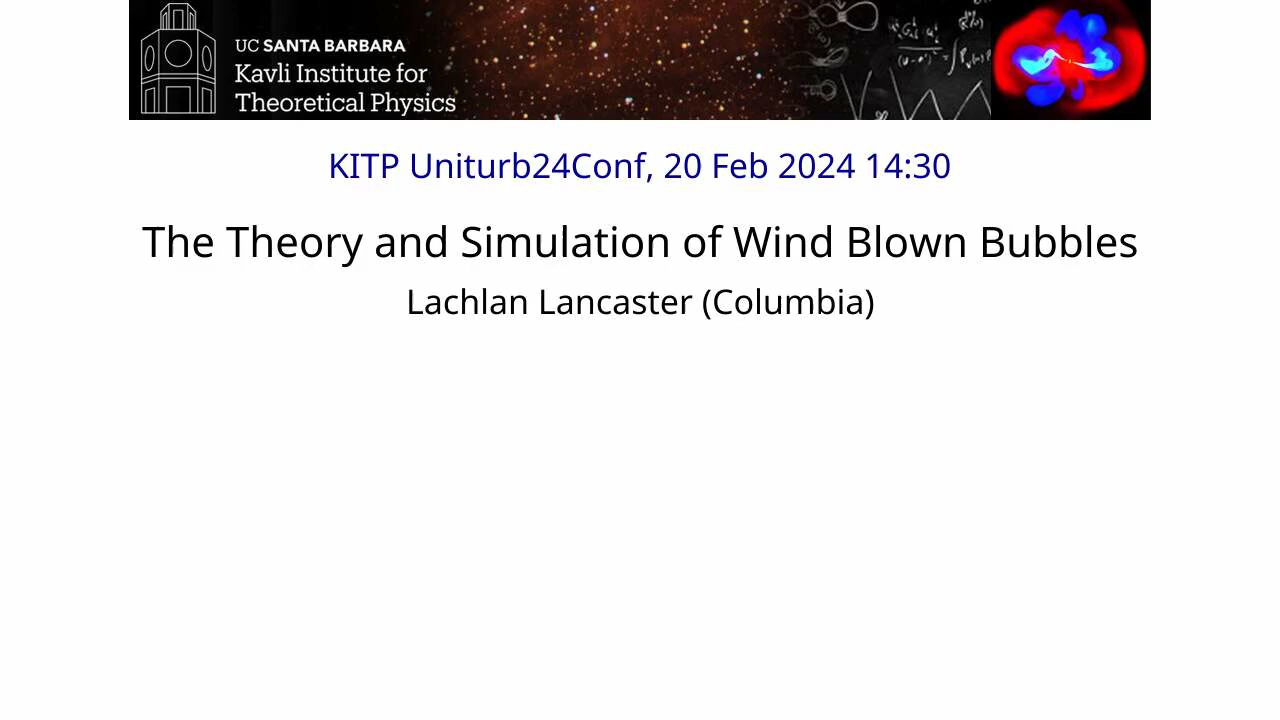 UC SANTA BARBARA
Kavli Institute for
Theoretical Physics
KITP Uniturb24Conf, 20 Feb 2024 14:30
The Theory and Simulation of Wind Blown Bubbles
Lachlan Lancaster (Columbia)